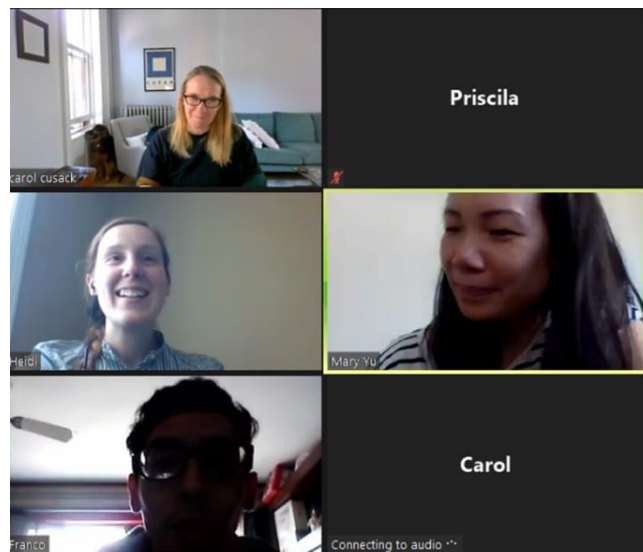 Priscila
carol cusack
Heidi
Mary Yu
Carol
Franco
Connecting to audio